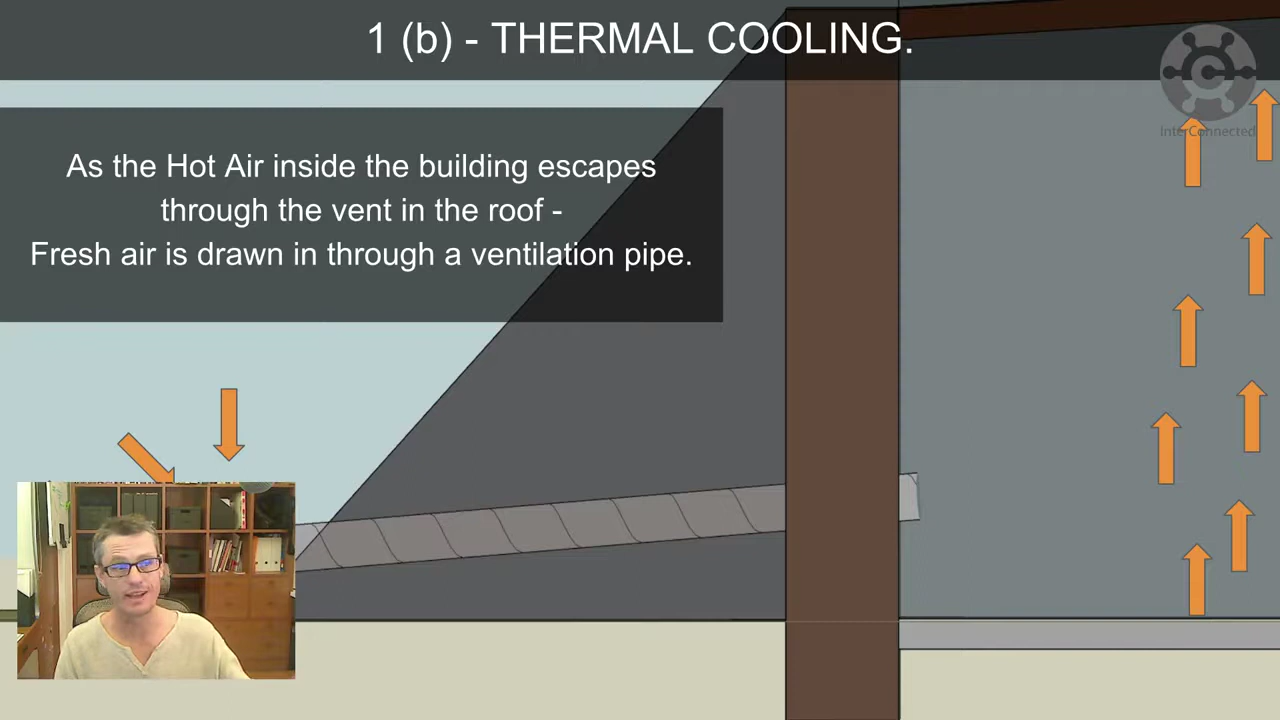 1 (b) - THERMAL COOLING.
As the Hot Air inside the building escapes
through the vent in the roof -
Fresh air is drawn in through a ventilation pipe.
InterConnected